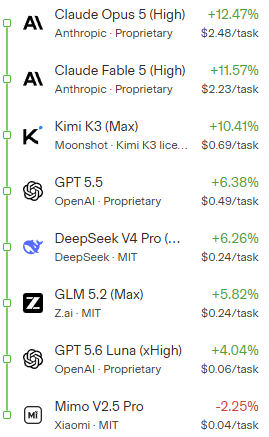 Claude Opus 5 (High) +12.47%
Anthropic · Proprietary $2.48/task
Claude Fable 5 (High) +11.57%
Anthropic · Proprietary $2.23/task
Kimi K3 (Max) +10.41%
Moonshot · Kimi K3 lice... $0.69/task
GPT 5.5 +6.38%
OpenAI · Proprietary $0.49/task
DeepSeek V4 Pro (... +6.26%
DeepSeek · MIT $0.24/task
GLM 5.2 (Max) +5.82%
Z.ai · MIT $0.24/task
GPT 5.6 Luna (xHigh) +4.04%
OpenAI · Proprietary $0.06/task
Mimo V2.5 Pro -2.25%
Xiaomi · MIT $0.04/task